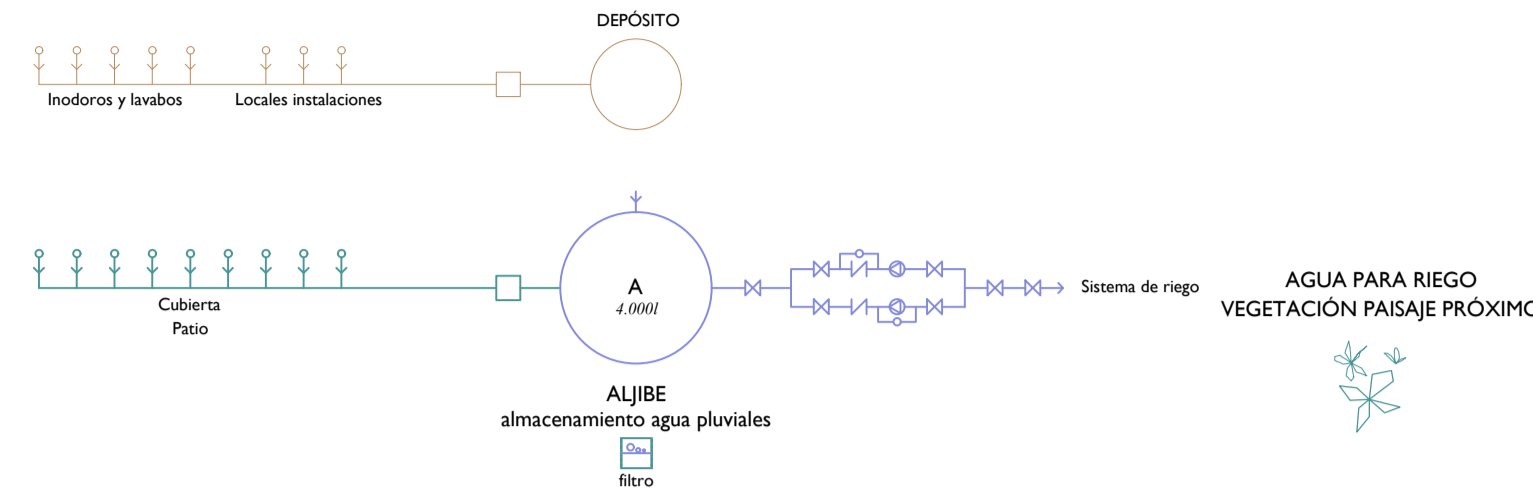 DEPÓSITO
Inodoros y lavabos
Locales instalaciones
A
4.000l
Cubierta
Patio
Sistema de riego
AGUA PARA RIEGO
VEGETACIÓN PAISAJE PRÓXIMO
ALJIBE
almacenamiento agua pluviales
filtro